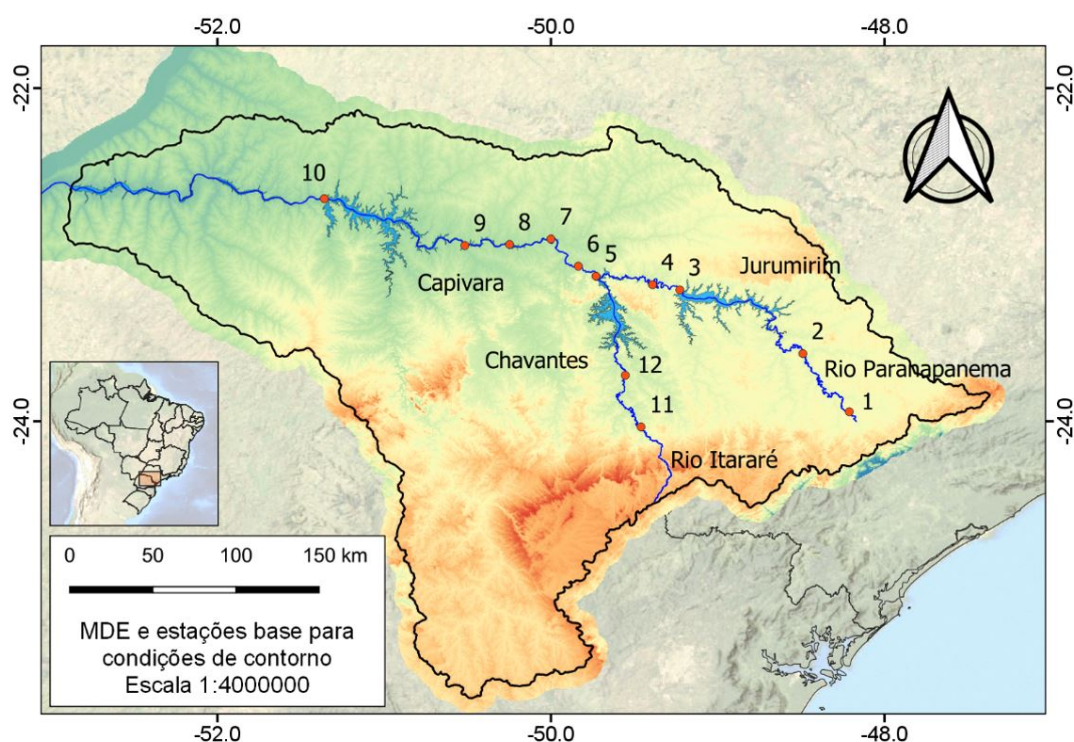 -52.0 -50.0 -48.0
-22.0 -22.0
10
7
9 8
6
5
4 3
Jurumirim
Capivara
2
Chavantes
12
Rio Paranapanema
1
11
-24.0 -24.0
Rio Itararé
0 50 100 150 km
MDE e estações base para
condições de contorno
Escala 1:4000000
-52.0 -50.0 -48.0